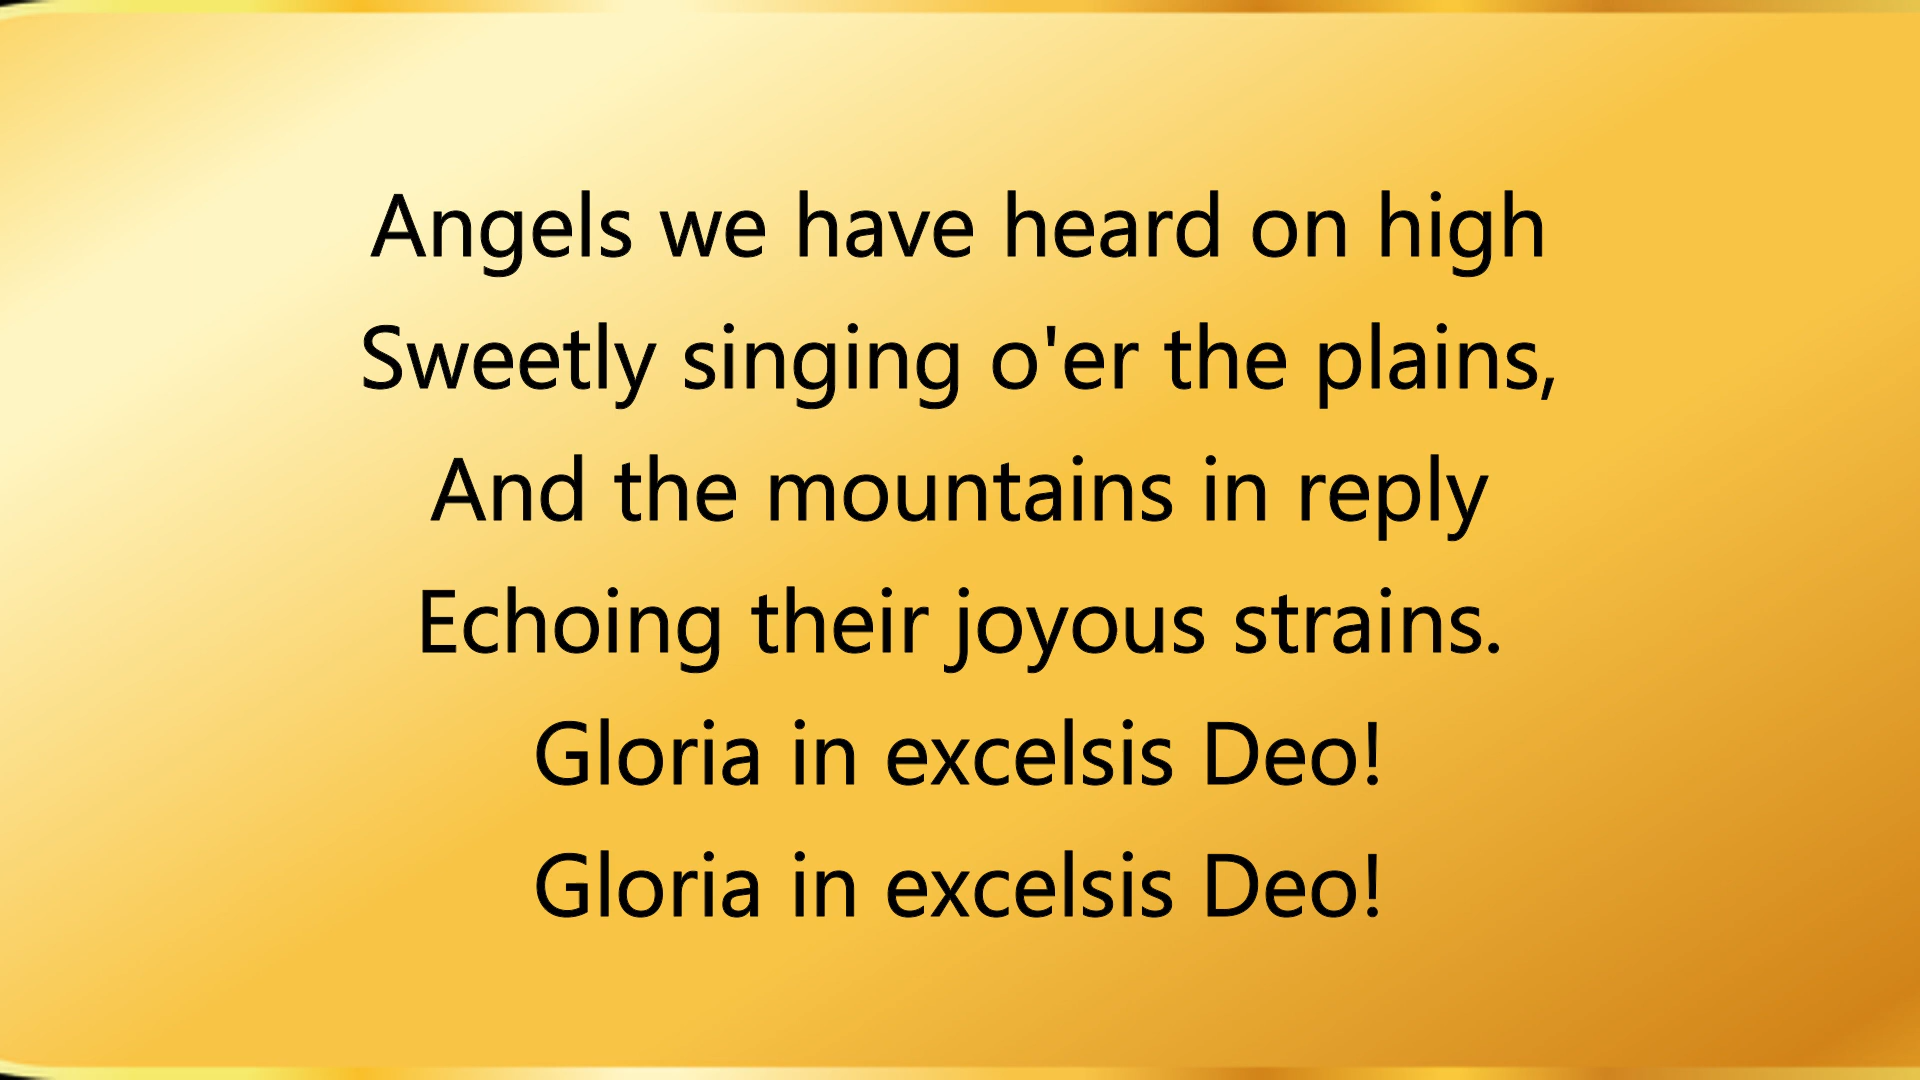 Angels we have heard on high
Sweetly singing o'er the plains,
And the mountains in reply
Echoing their joyous strains.
Gloria in excelsis Deo!
Gloria in excelsis Deo!